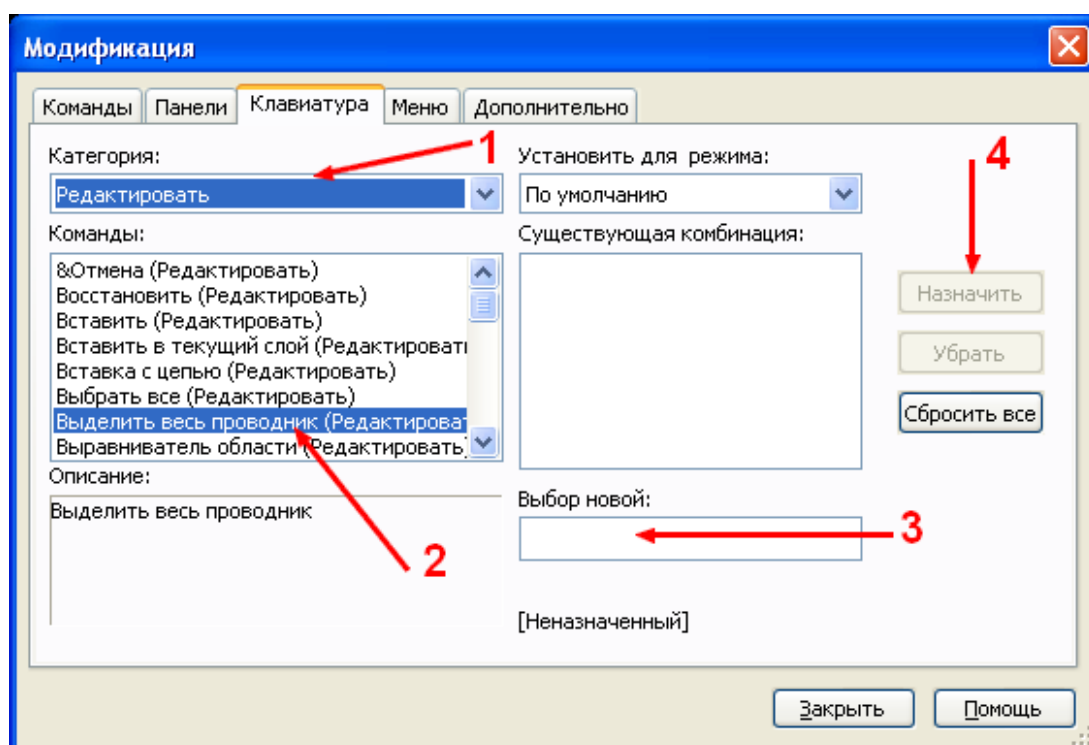 Модификация
Команды Панели Клавиатура Меню Дополнительно
Категория:
1
Установить для режима:
4
Редактировать
По умолчанию
Команды:
Существующая комбинация:
&Отмена (Редактировать)
Восстановить (Редактировать)
Вставить (Редактировать)
Вставить в текущий слой (Редактировать
Вставка с цепью (Редактировать)
Выбрать все (Редактировать)
Выделить весь проводник (Редактироват
Выравниватель области (Редактировать)
Назначить
Убрать
Сбросить все
Описание:
Выделить весь проводник
2
Выбор новой:
3
[Неназначенный]
Закрыть
Помощь